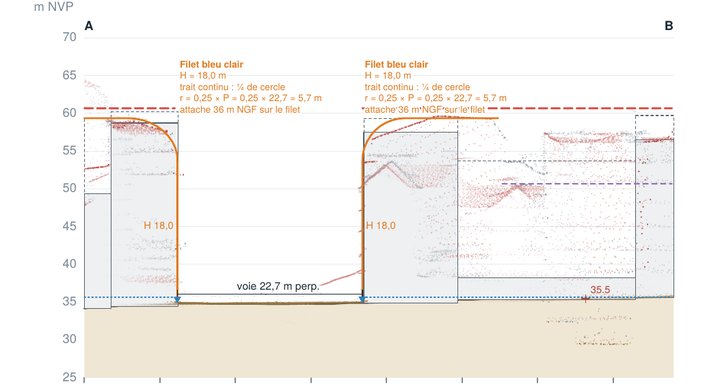 m NVP
A
B
70
Filet bleu clair
H = 18,0 m
trait continu : ¼ de cercle
r = 0,25 × P = 0,25 × 22,7 = 5,7 m
attache 36 m NGF sur le filet
Filet bleu clair
H = 18,0 m
trait continu : ¼ de cercle
r = 0,25 × P = 0,25 × 22,7 = 5,7 m
attache 36 m NGF sur le filet
65
60
55
50
45
H 18,0
H 18,0
40
voie 22,7 m perp.
35.5
35
30
25